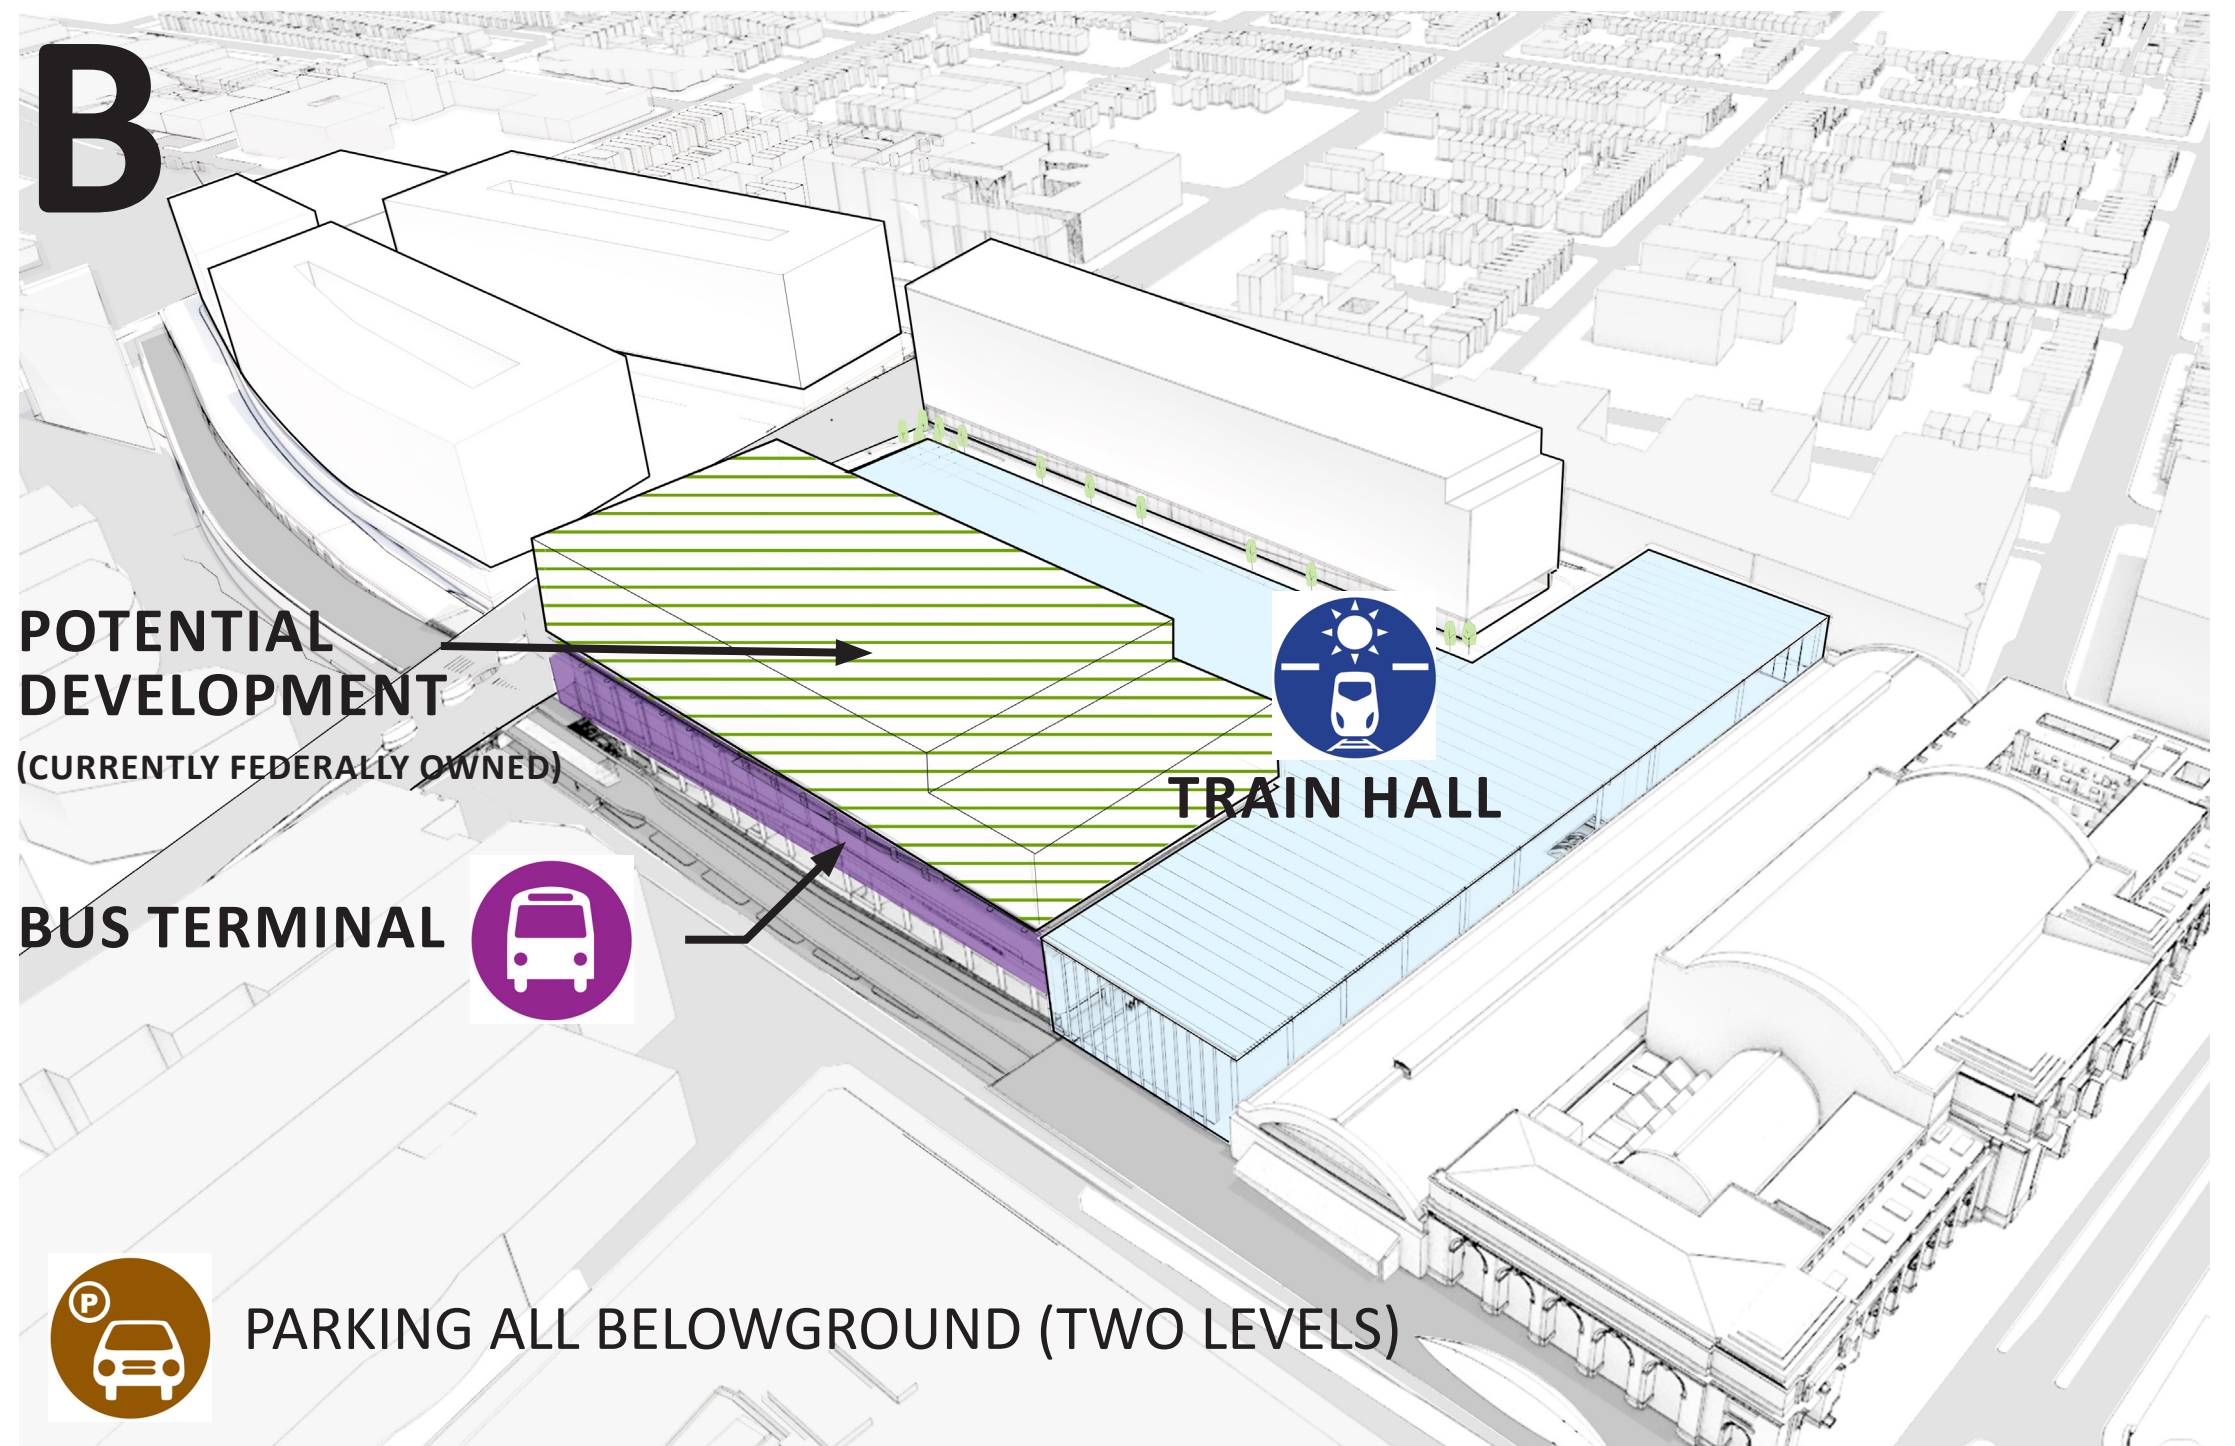 B
POTENTIAL
DEVELOPMENT
(CURRENTLY FEDERALLY OWNED)
TRAIN HALL
BUS TERMINAL
P
PARKING ALL BELOWGROUND (TWO LEVELS)